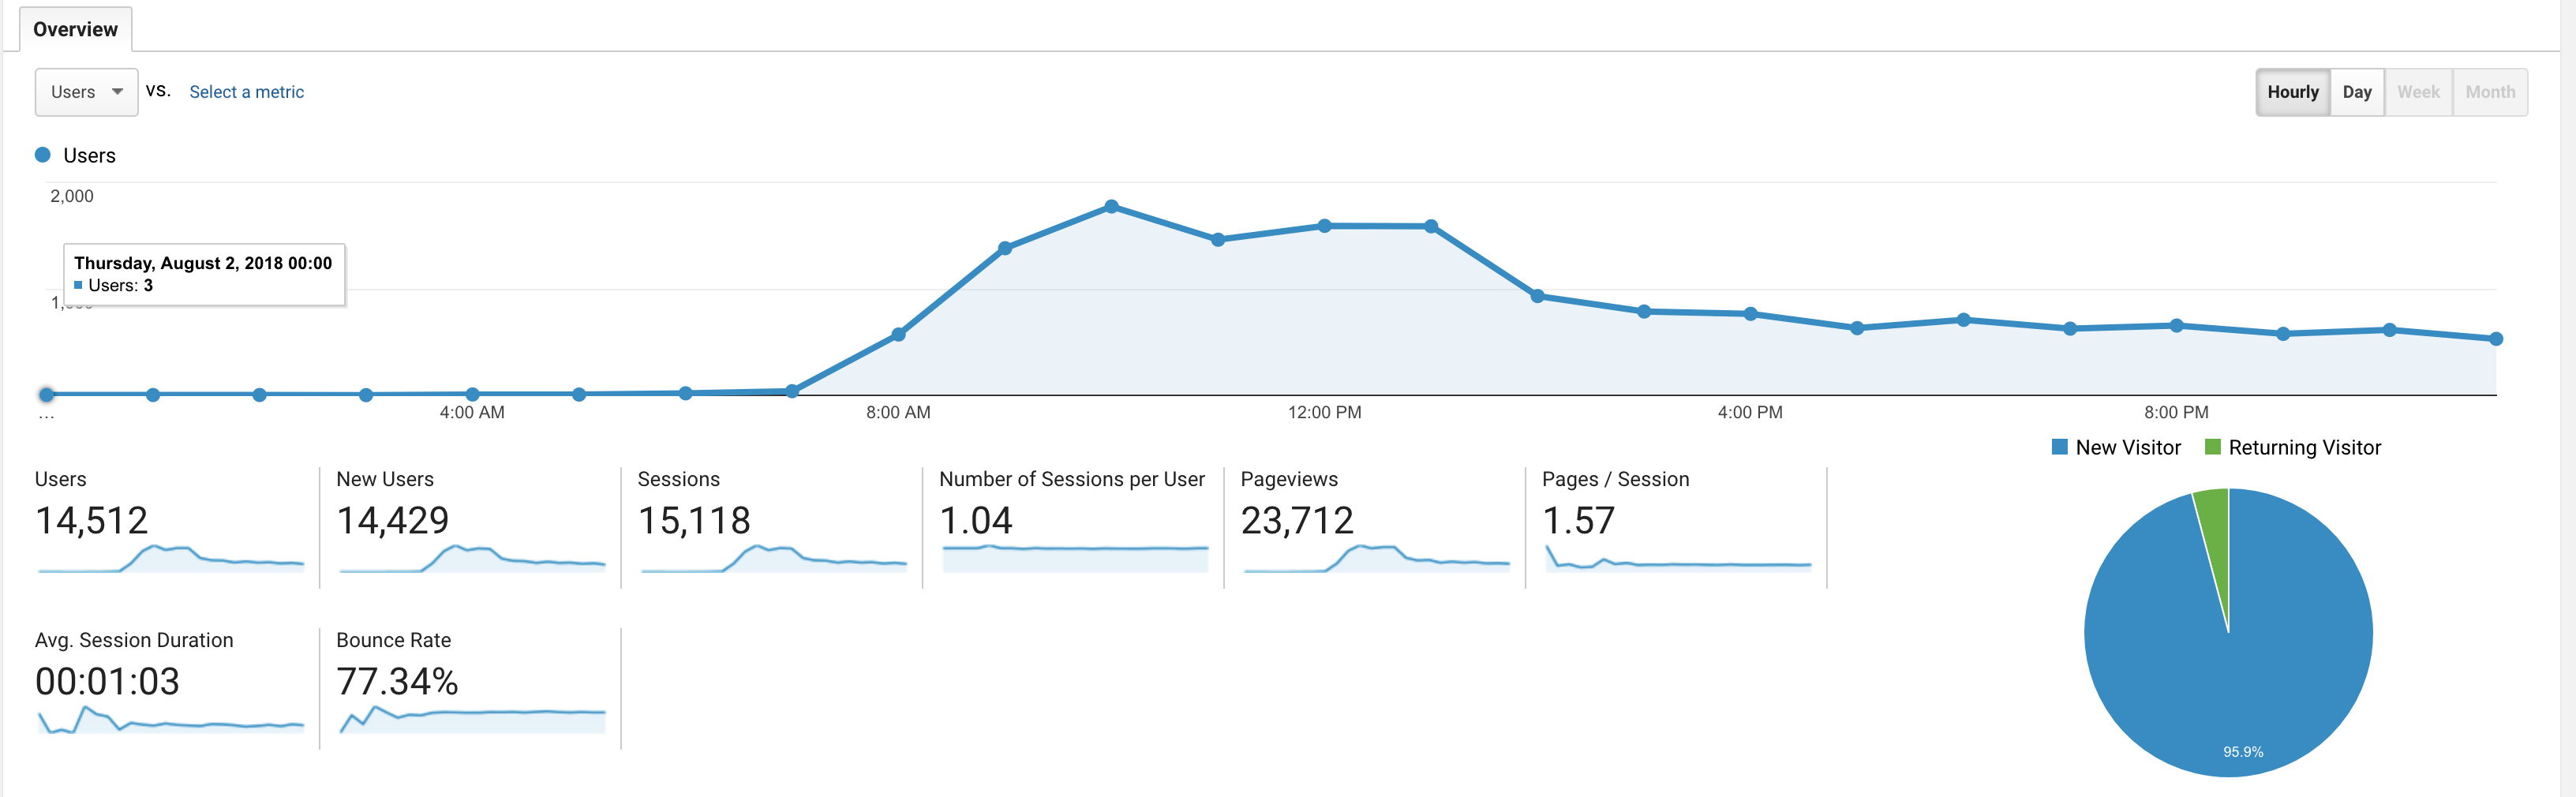 Overview
Users vs. Select a metric
Hourly Day Week Month
Users
2,000
Thursday, August 2, 2018 00:00
Users: 3
... 4:00 AM 8:00 AM 12:00 PM 4:00 PM 8:00 PM
New Visitor Returning Visitor
Users New Users Sessions Number of Sessions per User Pageviews Pages / Session
14,512 14,429 15,118 1.04 23,712 1.57
Avg. Session Duration Bounce Rate
00:01:03 77.34%
95.9%